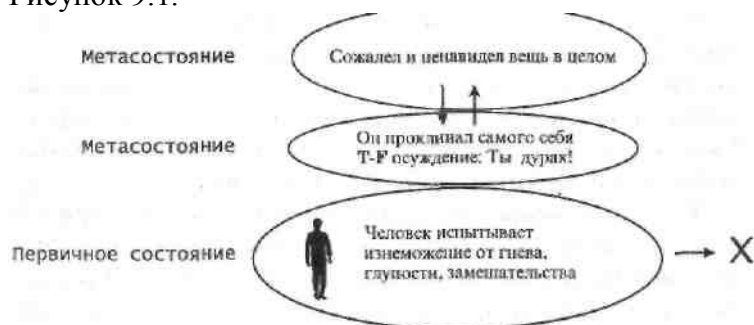 Рисунок 9.1.
Метасостояние
Сожалел и ненавидел вещь в целом
Метасостояние
Он проклинал самого себя
T-F осуждение: Ты дурак!
Первичное состояние
Человек испытывает
изнеможение от гнева,
глупости, замешательства
X